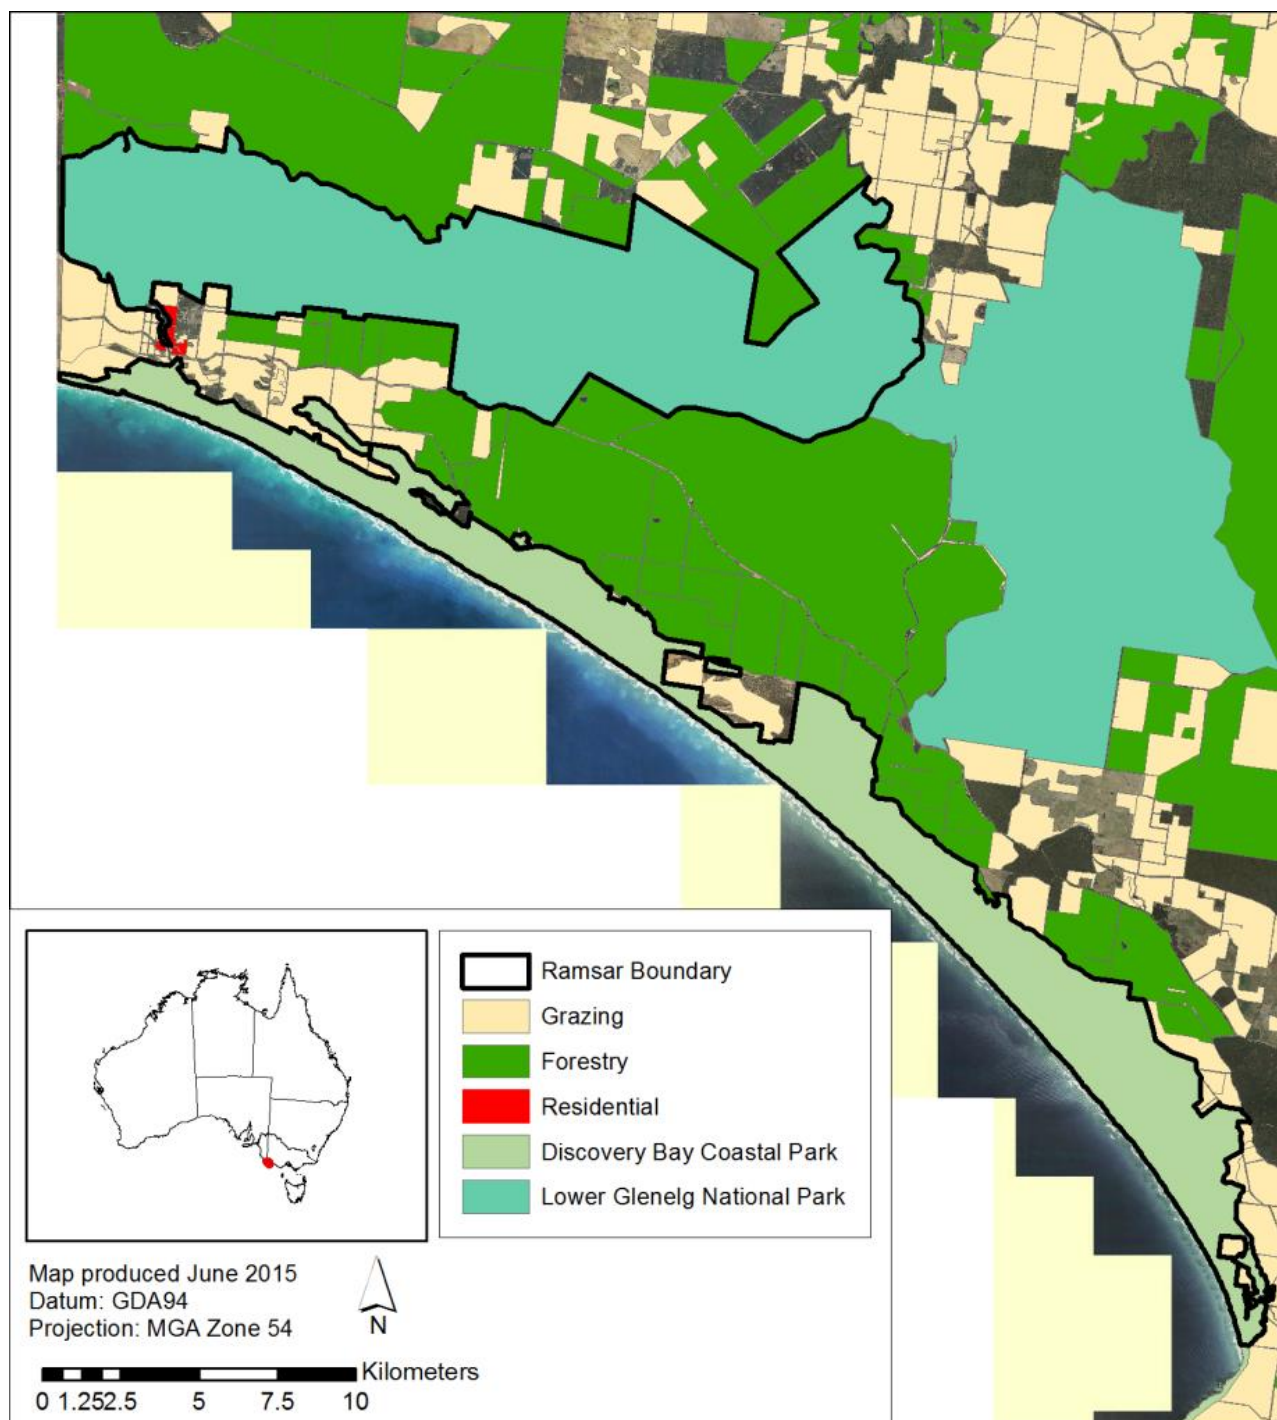 Ramsar Boundary
Grazing
Forestry
Residential
Discovery Bay Coastal Park
Lower Glenelg National Park
Map produced June 2015
Datum: GDA94
Projection: MGA Zone 54
N
Kilometers
0 1.252.5 5 7.5 10